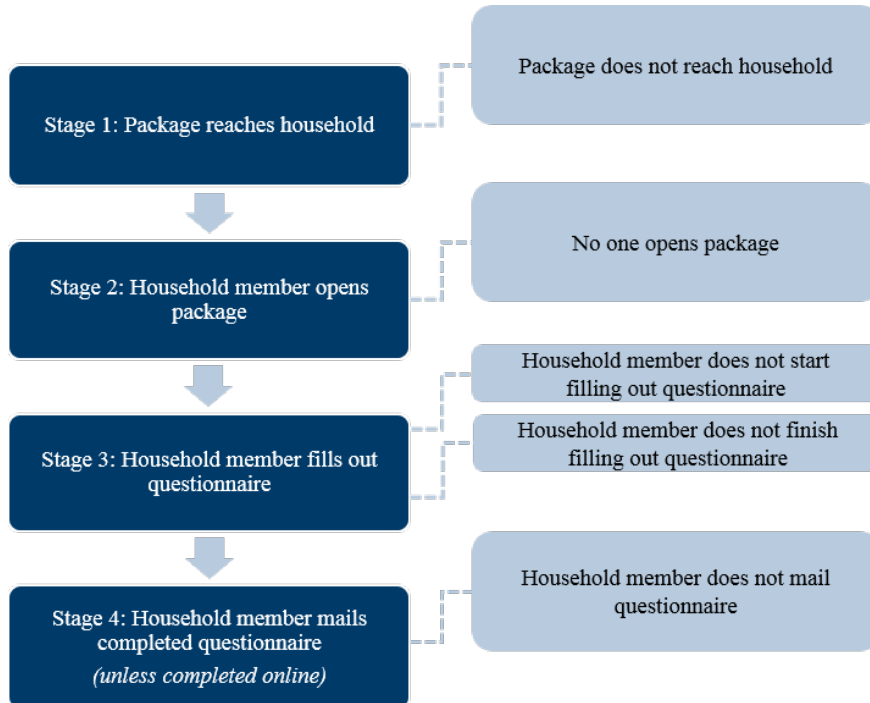 Package does not reach household
Stage 1: Package reaches household
No one opens package
Stage 2: Household member opens
package
Household member does not start
filling out questionnaire
Household member does not finish
filling out questionnaire
Stage 3: Household member fills out
questionnaire
Household member does not mail
questionnaire
Stage 4: Household member mails
completed questionnaire
(unless completed online)